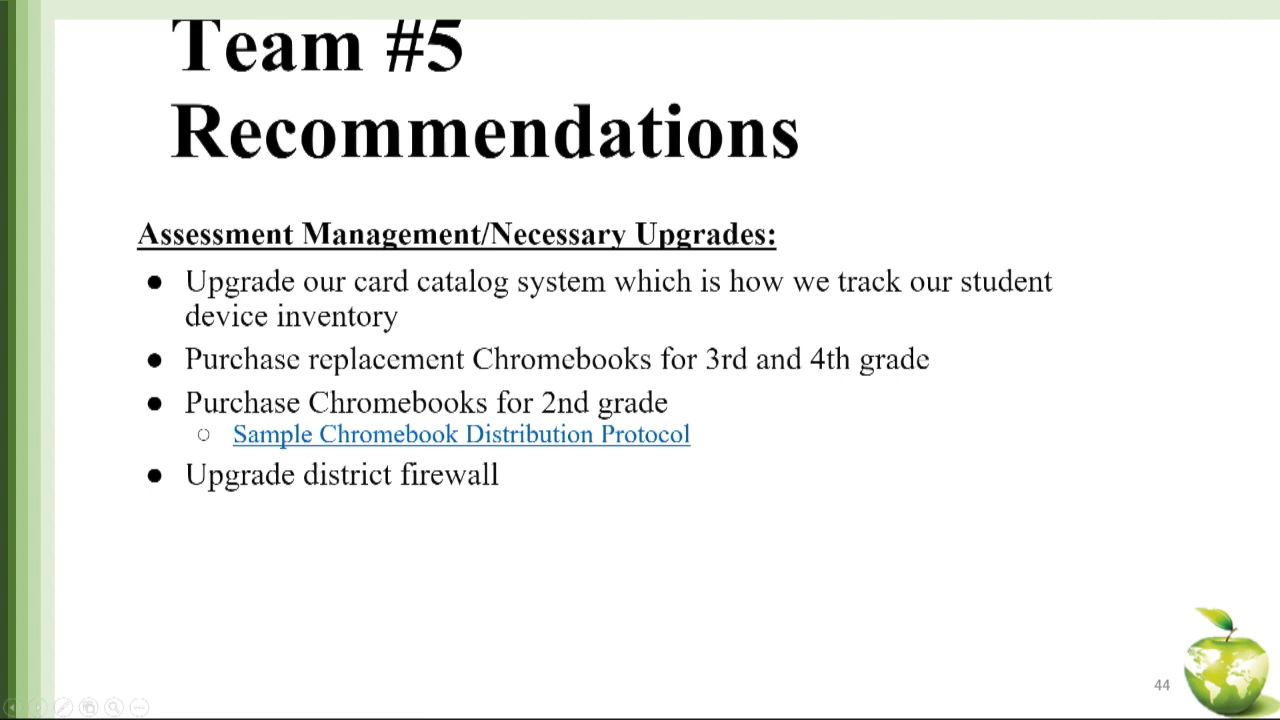 Team #5
Recommendations
Assessment Management/Necessary Upgrades:
● Upgrade our card catalog system which is how we track our student
device inventory
● Purchase replacement Chromebooks for 3rd and 4th grade
● Purchase Chromebooks for 2nd grade
○ Sample Chromebook Distribution Protocol
● Upgrade district firewall
44